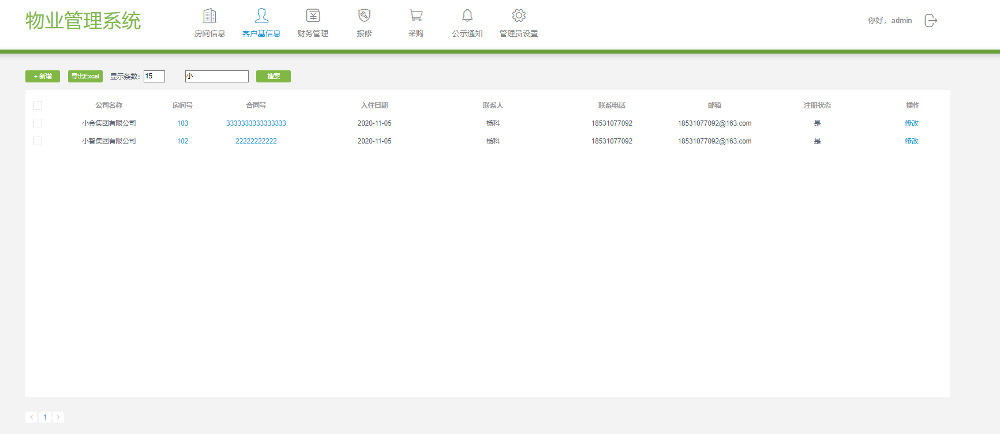 物业管理系统
房间信息 客户基信息 财务管理 报修 采购 公示通知 管理员设置
你好，admin
+ 新增 导出Excel 显示条数：15 小 搜索
公司名称 房间号 合同号 入住日期 联系人 联系电话 邮箱 注册状态 操作
小金集团有限公司 103 3333333333333333 2020-11-05 杨科 18531077092 18531077092@163.com 是 修改
小智集团有限公司 102 22222222222 2020-11-05 杨科 18531077092 18531077092@163.com 是 修改
< 1 >